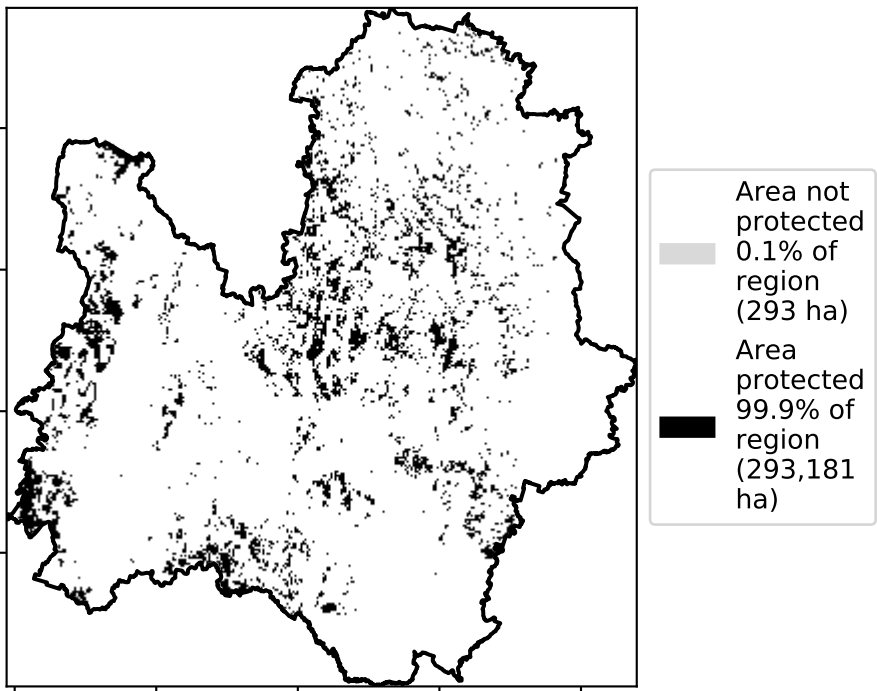 Area not
protected
0.1% of
region
(293 ha)
Area
protected
99.9% of
region
(293,181
ha)